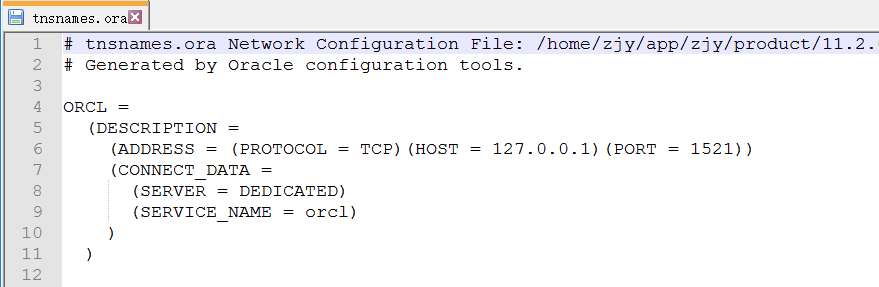 tnsnames.ora
1 # tnsnames.ora Network Configuration File: /home/zjy/app/zjy/product/11.2.
2 # Generated by Oracle configuration tools.
3
4 ORCL =
5   (DESCRIPTION =
6     (ADDRESS = (PROTOCOL = TCP)(HOST = 127.0.0.1)(PORT = 1521))
7     (CONNECT_DATA =
8       (SERVER = DEDICATED)
9       (SERVICE_NAME = orcl)
10     )
11   )
12